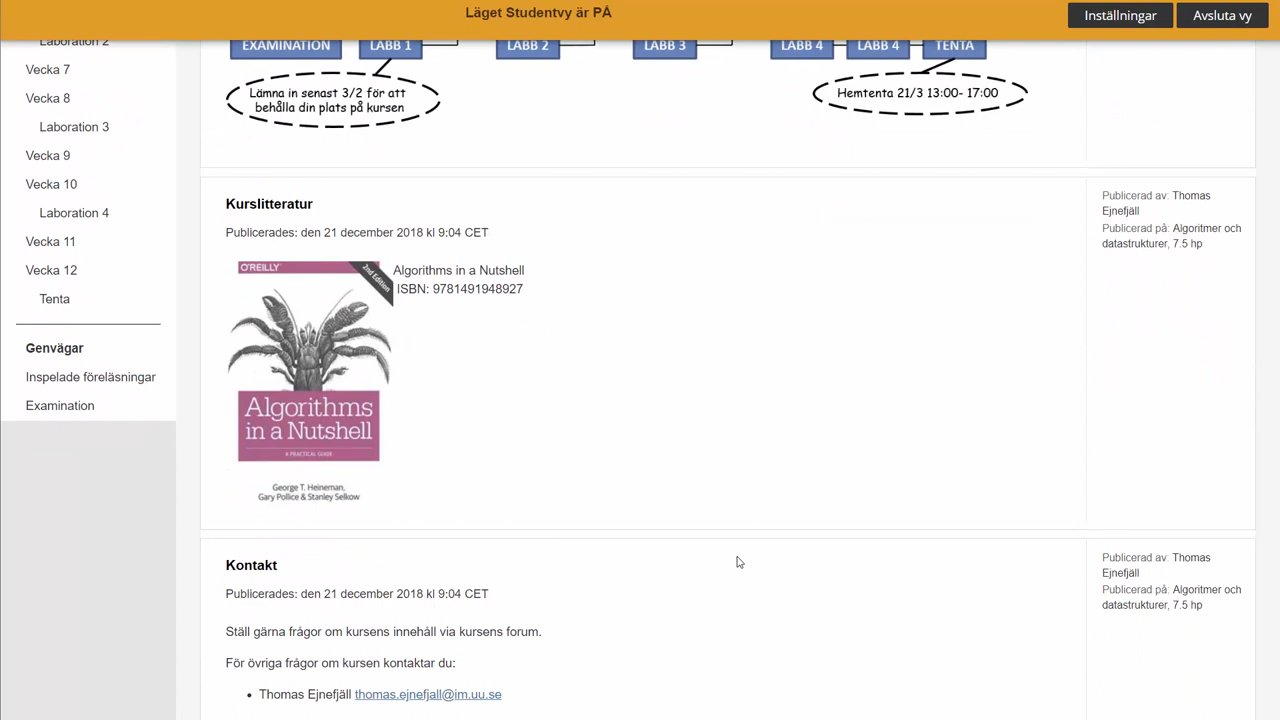 Läget Studentvy är PÅ
Inställningar
Avsluta vy
Laboration 2
Vecka 7
Vecka 8
Laboration 3
Vecka 9
Vecka 10
Laboration 4
Vecka 11
Vecka 12
Tenta
Genvägar
Inspelade föreläsningar
Examination
EXAMINATION
LABB 1
LABB 2
LABB 3
LABB 4
LABB 4
TENTA
Lämna in senast 3/2 för att
behålla din plats på kursen
Hemtenta 21/3 13:00- 17:00
Kurslitteratur
Publicerades: den 21 december 2018 kl 9:04 CET
O'REILLY
2nd Edition
Algorithms
in a Nutshell
A PRACTICAL GUIDE
George T. Heineman,
Gary Pollice & Stanley Selkow
Algorithms in a Nutshell
ISBN: 9781491948927
Publicerad av: Thomas
Ejnefjäll
Publicerad på: Algoritmer och
datastrukturer, 7.5 hp
Kontakt
Publicerades: den 21 december 2018 kl 9:04 CET
Ställ gärna frågor om kursens innehåll via kursens forum.
För övriga frågor om kursen kontaktar du:
• Thomas Ejnefjäll thomas.ejnefjall@im.uu.se
Publicerad av: Thomas
Ejnefjäll
Publicerad på: Algoritmer och
datastrukturer, 7.5 hp